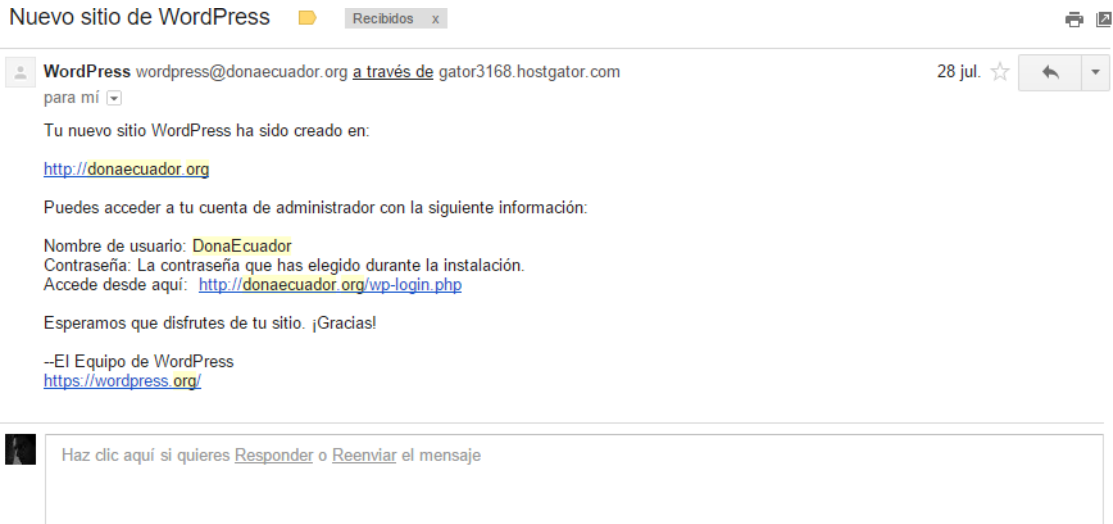 Nuevo sitio de WordPress Recibidos x
WordPress wordpress@donaecuador.org a través de gator3168.hostgator.com 28 jul.
para mí
Tu nuevo sitio WordPress ha sido creado en:
http://donaecuador.org
Puedes acceder a tu cuenta de administrador con la siguiente información:
Nombre de usuario: DonaEcuador
Contraseña: La contraseña que has elegido durante la instalación.
Accede desde aquí: http://donaecuador.org/wp-login.php
Esperamos que disfrutes de tu sitio. ¡Gracias!
--El Equipo de WordPress
https://wordpress.org/
Haz clic aquí si quieres Responder o Reenviar el mensaje